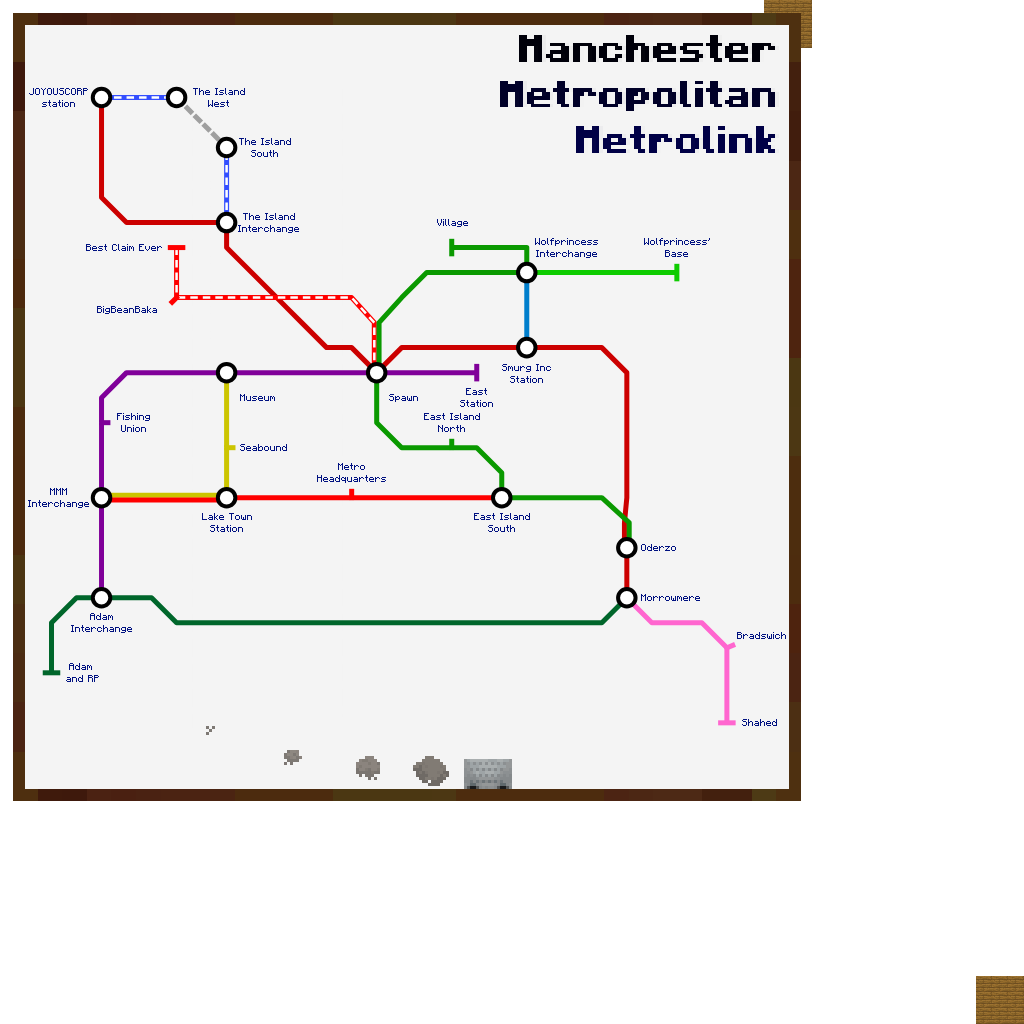 Manchester
Metropolitan
Metrolink
JOYOUSCORP
station
The Island
West
The Island
South
The Island
Interchange
Village
Wolfprincess
Interchange
Wolfprincess'
Base
Best Claim Ever
BigBeanBaka
Smurg Inc
Station
Museum
Spawn
East
Station
Fishing
Union
East Island
North
Seabound
Metro
Headquarters
MMM
Interchange
Lake Town
Station
East Island
South
Oderzo
Morrowmere
Adam
Interchange
Bradswich
Adam
and RP
Shahed